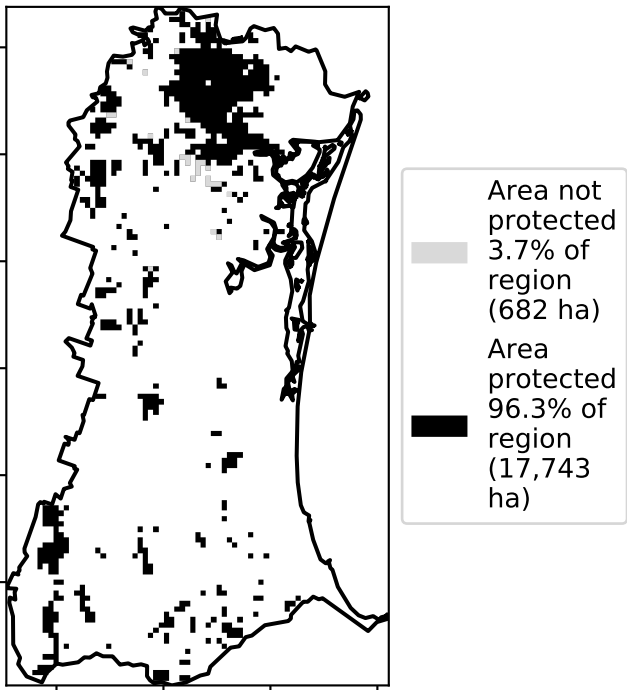 Area not
protected
3.7% of
region
(682 ha)
Area
protected
96.3% of
region
(17,743
ha)